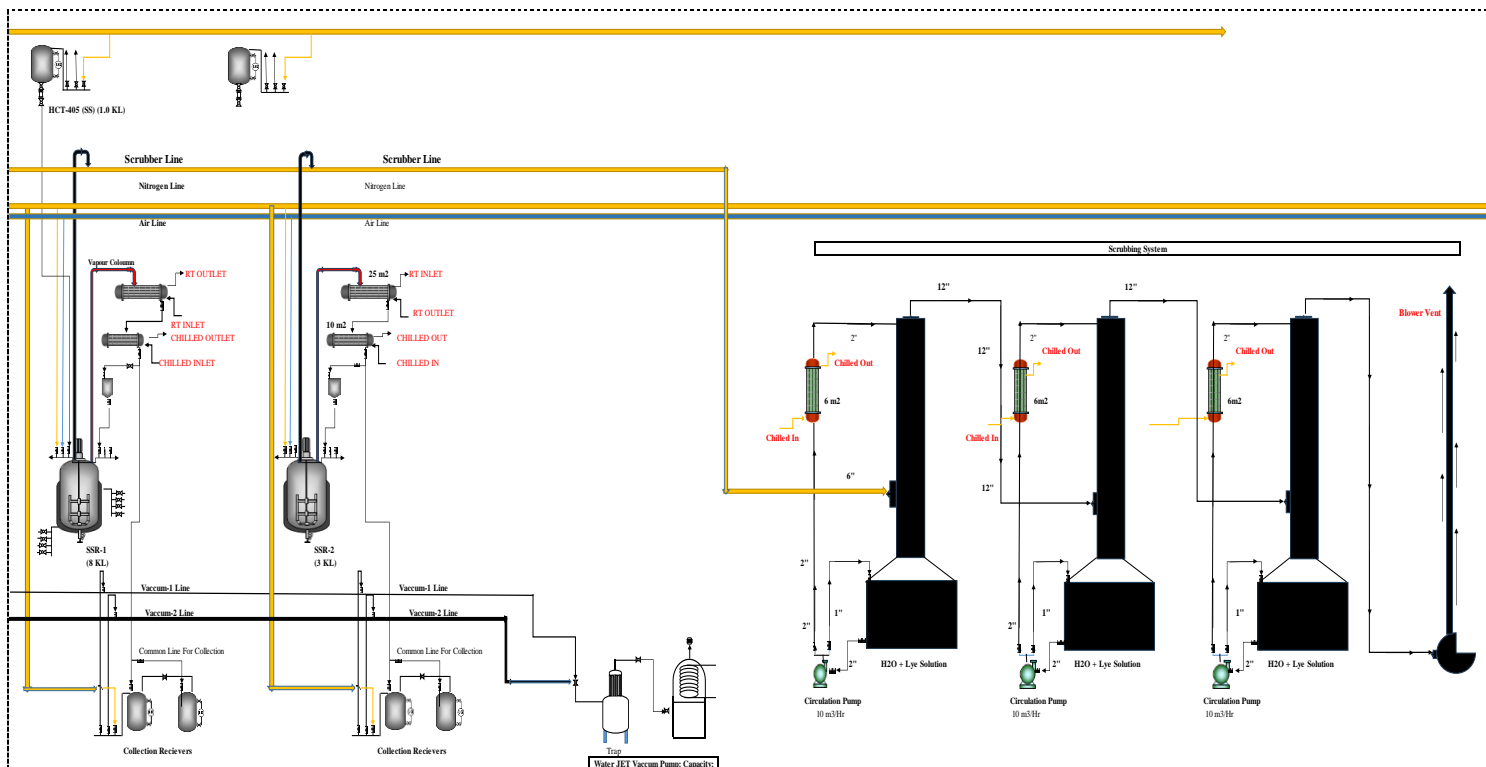 HCT-405 (SS) (1.0 KL)
Scrubber Line
Scrubber Line
Nitrogen Line
Nitrogen Line
Air Line
Air Line
Scrubbing System
Vapour Coloumn
RT OUTLET
25 m2
RT INLET
RT OUTLET
RT INLET
10 m2
CHILLED OUTLET
CHILLED OUT
CHILLED INLET
CHILLED IN
12"
12"
Blower Vent
2"
2"
2"
12"
Chilled Out
Chilled Out
Chilled Out
6 m2
6m2
6m2
Chilled In
Chilled In
6"
12"
SSR-1
(8 KL)
SSR-2
(3 KL)
2"
2"
Vaccum-1 Line
Vaccum-1 Line
Vaccum-2 Line
Vaccum-2 Line
1"
1"
1"
2"
2"
2"
Common Line For Collection
Common Line For Collection
2"
2"
2"
H2O + Lye Solution
H2O + Lye Solution
H2O + Lye Solution
Circulation Pump
10 m3/Hr
Circulation Pump
10 m3/Hr
Circulation Pump
10 m3/Hr
Collection Recievers
Collection Recievers
Trap
Water JET Vaccum Pump: Capacity: